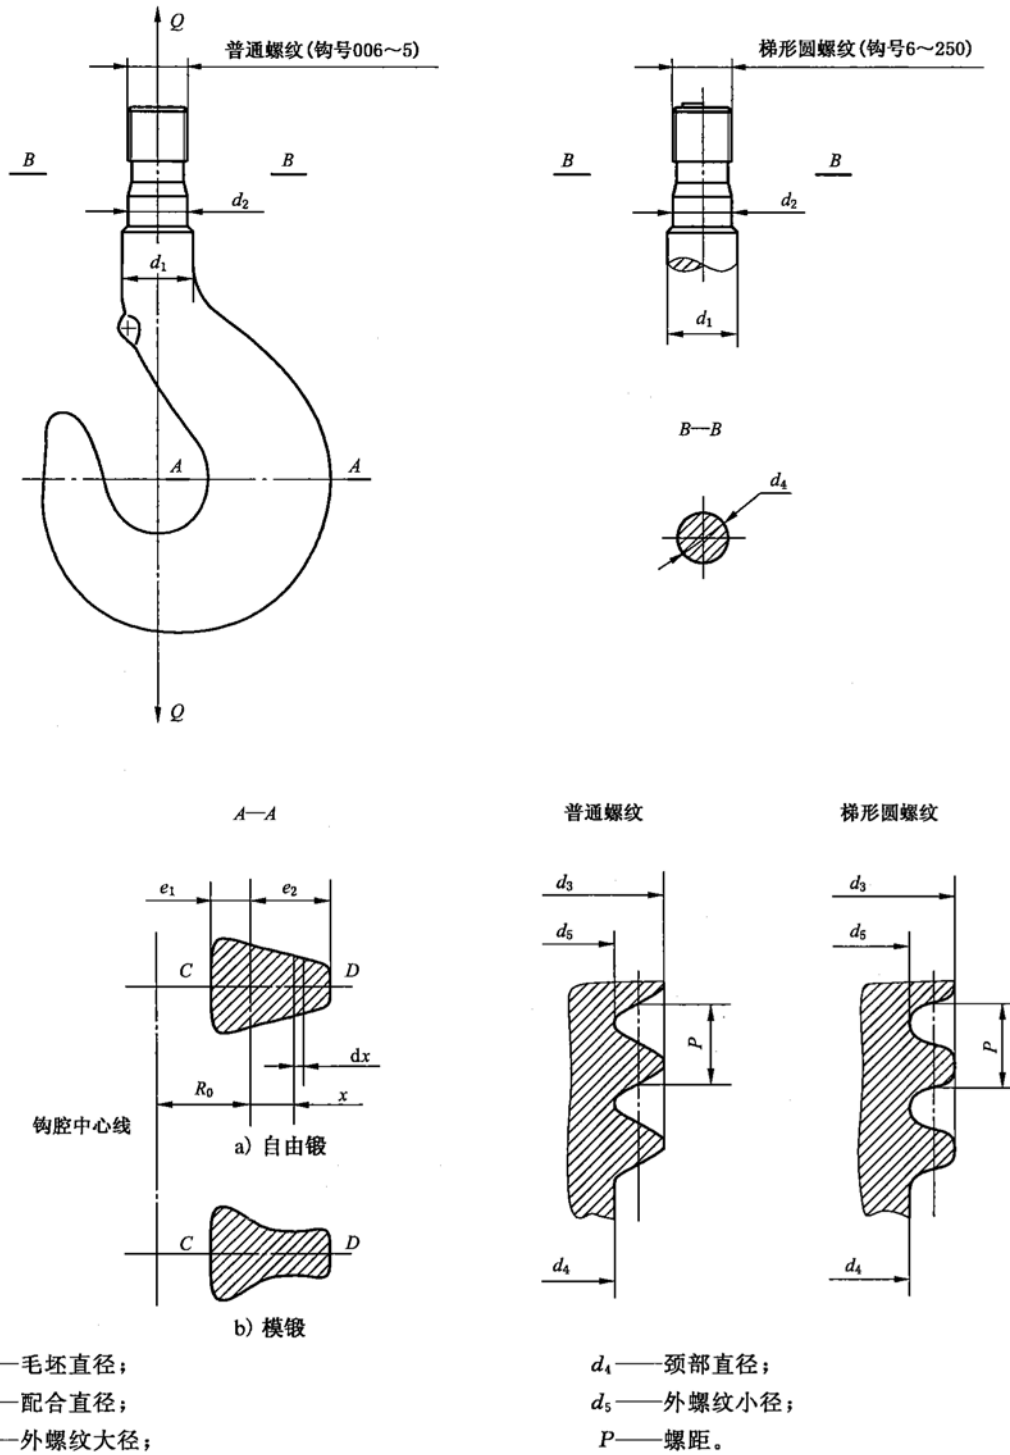 Q
普通螺纹(钩号006～5)
梯形圆螺纹(钩号6～250)
B B
B B
d₂
d₂
d₁
d₁
B—B
A A
d₄
Q
A—A
普通螺纹
梯形圆螺纹
e₁ e₂
d₃
d₃
d₅
d₅
C D
P
P
dx
R₀ x
钩腔中心线
a) 自由锻
C D
d₄
d₄
b) 模锻
—毛坯直径；
d₄——颈部直径；
—配合直径；
d₅——外螺纹小径；
—外螺纹大径；
P——螺距。